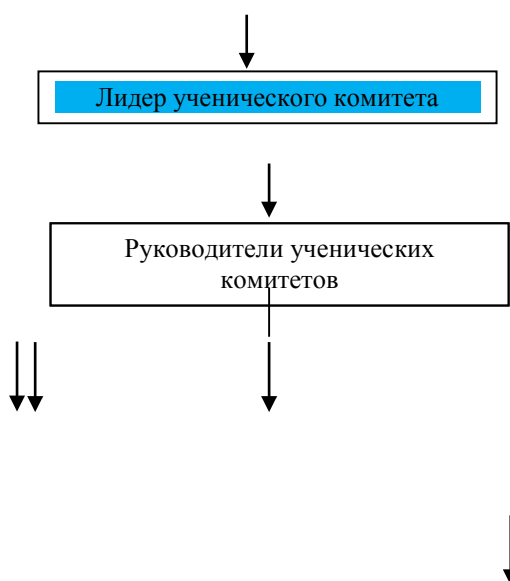 Лидер ученического комитета
Руководители ученических
комитетов